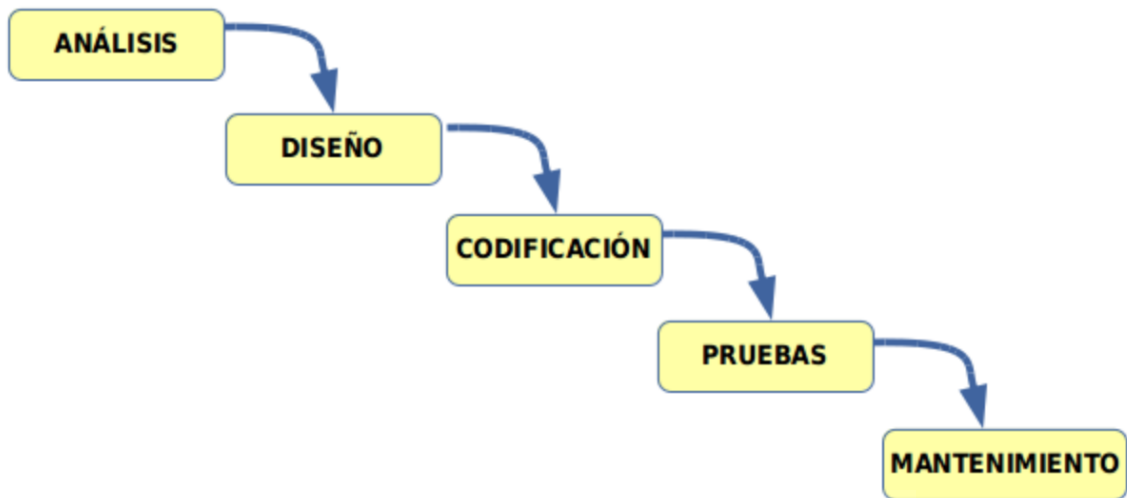 ANÁLISIS
DISEÑO
CODIFICACIÓN
PRUEBAS
MANTENIMIENTO